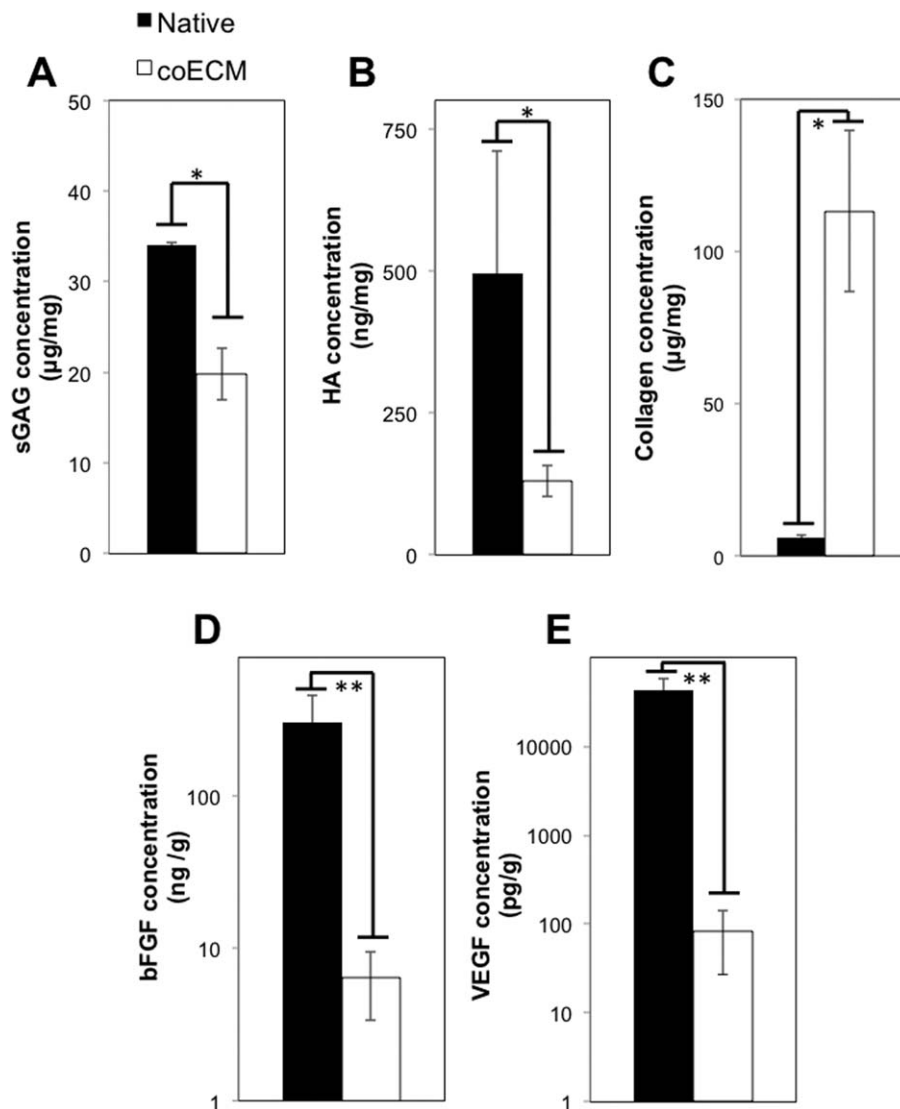 Native
coECM
A
B
C
sGAG concentration
(µg/mg)
50
40
30
20
10
0
*
HA concentration
(ng/mg)
750
500
250
0
*
Collagen concentration
(µg/mg)
150
100
50
0
*
D
E
bFGF concentration
(ng /g)
100
10
1
**
VEGF concentration
(pg/g)
10000
1000
100
10
1
**